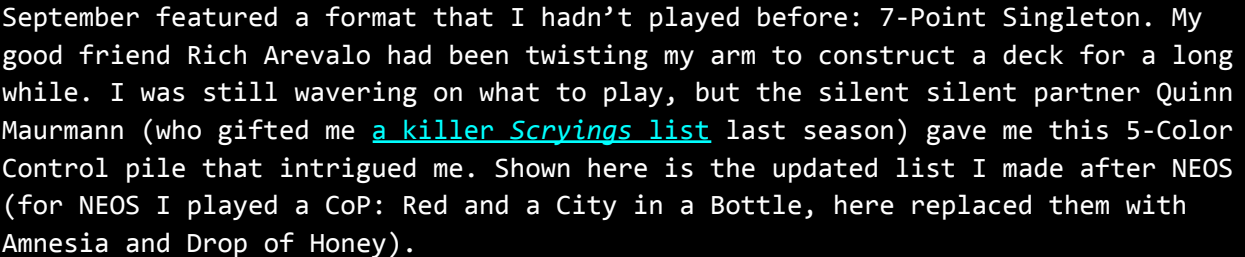 September featured a format that I hadn’t played before: 7-Point Singleton. My
good friend Rich Arevalo had been twisting my arm to construct a deck for a long
while. I was still wavering on what to play, but the silent silent partner Quinn
Maurmann (who gifted me a killer Scryings list last season) gave me this 5-Color
Control pile that intrigued me. Shown here is the updated list I made after NEOS
(for NEOS I played a CoP: Red and a City in a Bottle, here replaced them with
Amnesia and Drop of Honey).